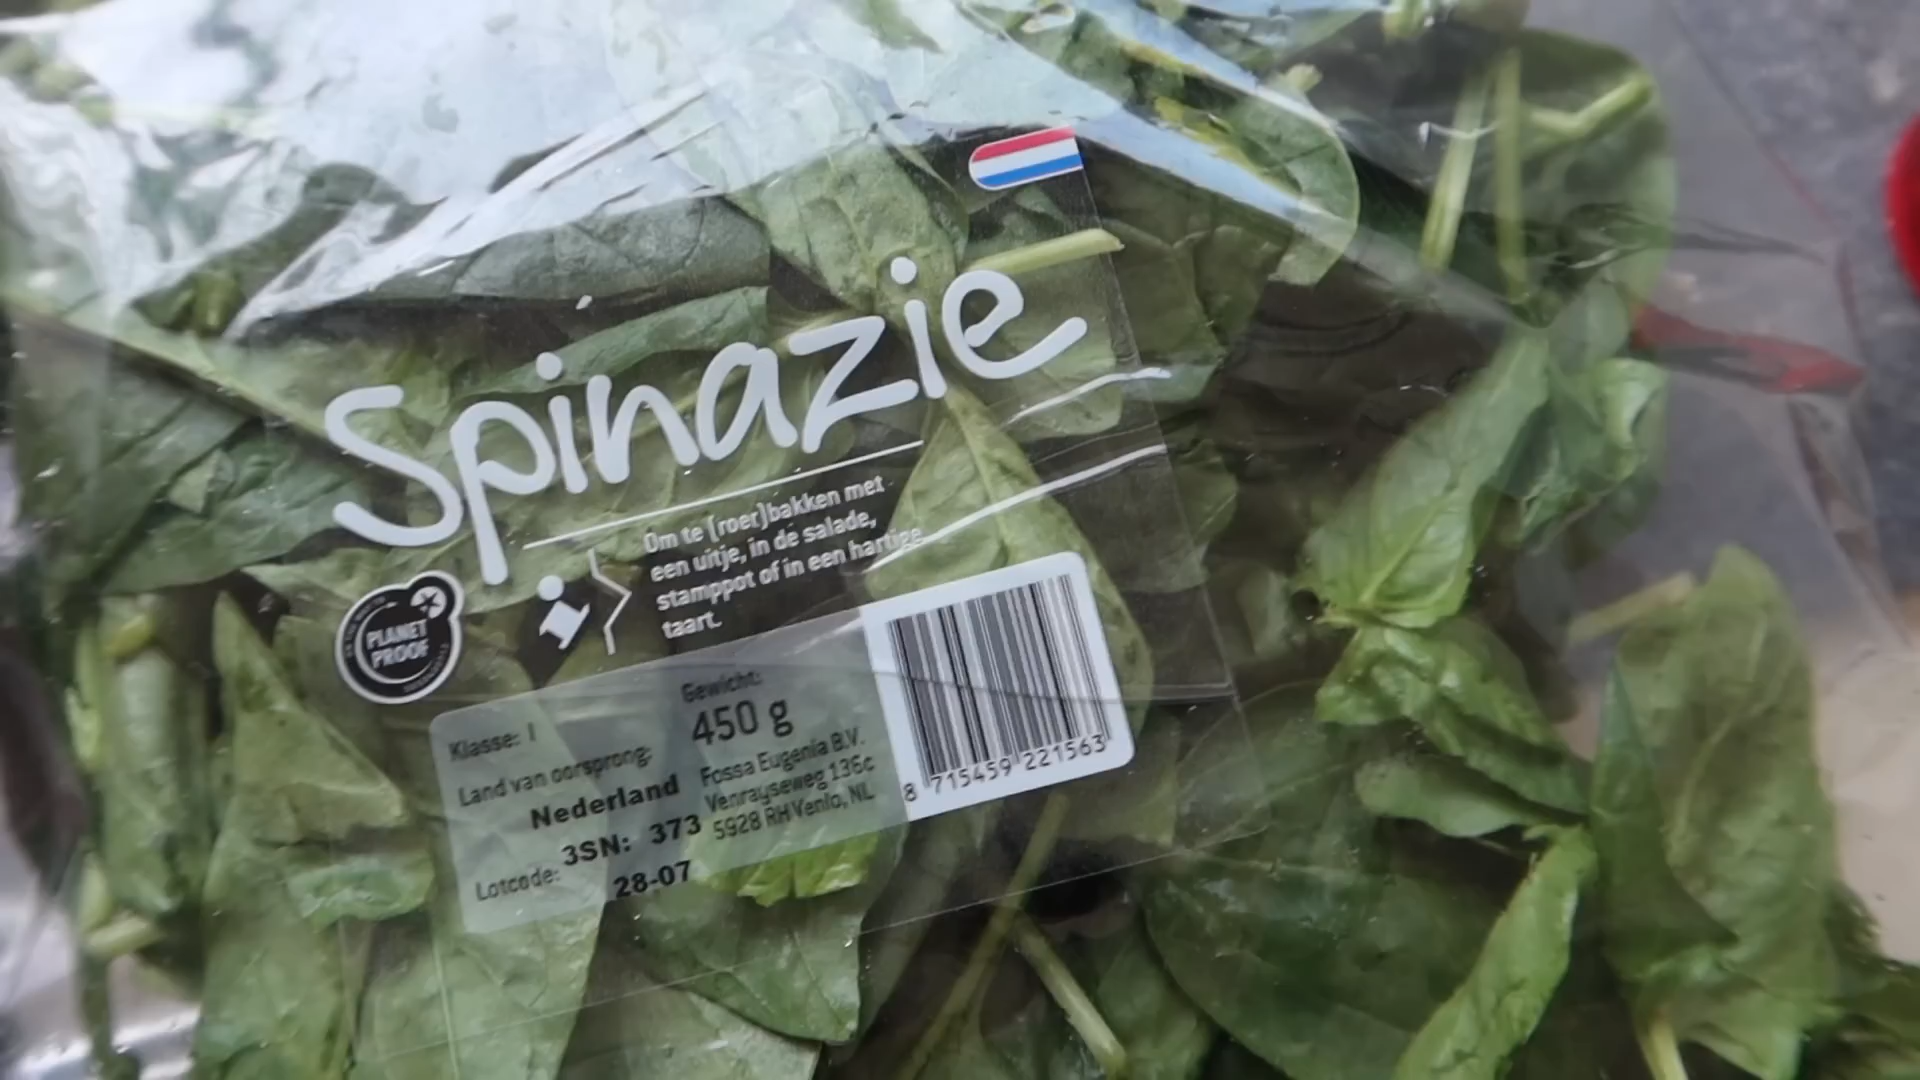 Spinazie
Om te (roer)bakken met
een uitje, in de salade,
stamppot of in een hartige
taart.
PLANET
PROOF
Klasse: I
Land van oorsprong:
Nederland
3SN: 373
Lotcode:
28-07
Gewicht:
450 g
Fossa Eugenia B.V.
Venrayseweg 136c
5928 RH Venlo, NL
8 715459 221563